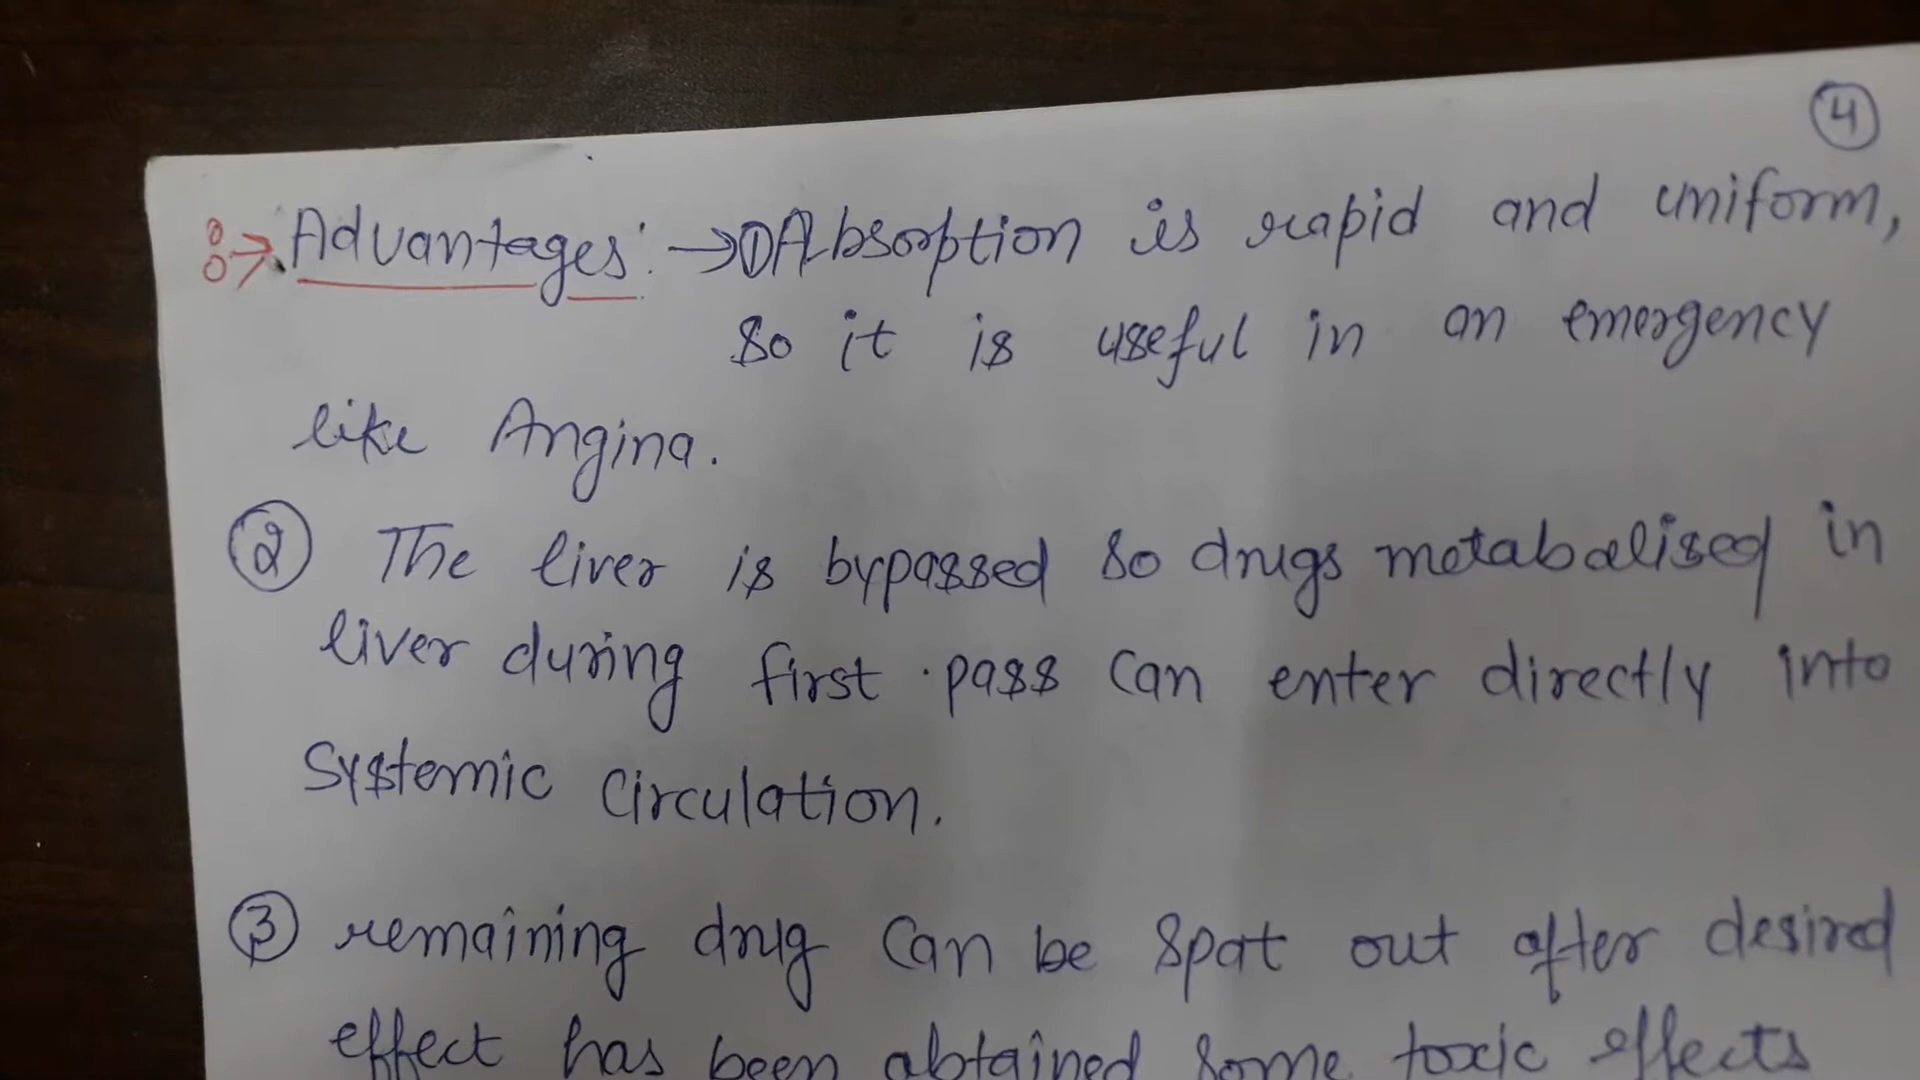 4
Advantages: → ① Absorption is rapid and uniform,
So it is useful in an emergency
like Angina.
② The liver is bypassed so drugs metabalised in
liver during first pass can enter directly into
Systemic Circulation.
③ remaining drug can be spat out after desired
effect has been obtained some toxic effects